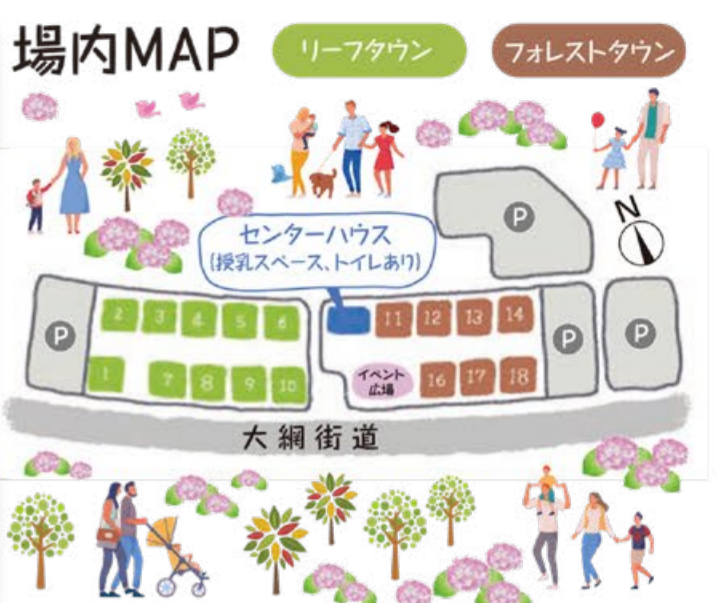 場内MAP
リーフタウン
フォレストタウン
P
N
センターハウス
(授乳スペース、トイレあり)
P
2 3 4 5 6
11 12 13 14
P
P
1 7 8 9 10
イベント
広場
16 17 18
大網街道